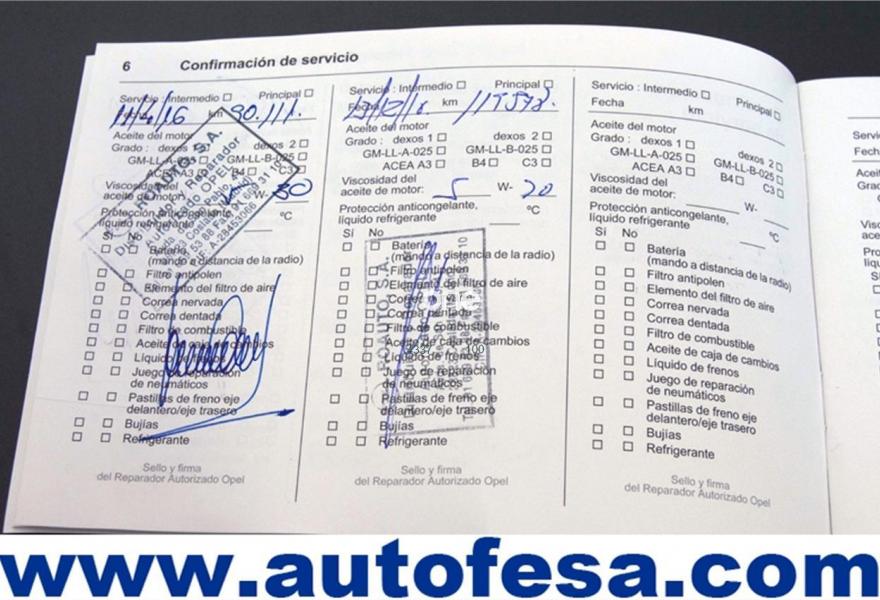 6 Confirmación de servicio
Servicio : Intermedio □ Principal □
11/4/16 km 90.111.
Aceite del motor
Grado : dexos 1 □ dexos 2 □
GM-LL-A-025 □ GM-LL-B-025 □
ACEA A3 □ B4 □ C3 □
Viscosidad del
aceite de motor: W- 30
Protección anticongelante, °C
líquido refrigerante
Sí No
□ □ Batería
(mando a distancia de la radio)
□ □ Filtro antipolen
□ □ Elemento del filtro de aire
□ □ Correa nervada
□ □ Correa dentada
□ □ Filtro de combustible
□ □ Aceite de caja de cambios
□ □ Líquido de frenos
□ □ Juego de reparación
de neumáticos
□ □ Pastillas de freno eje
delantero/eje trasero
□ □ Bujías
□ □ Refrigerante
Sello y firma
del Reparador Autorizado Opel
Servicio : Intermedio □ Principal □
Fecha km
Aceite del motor
Grado : dexos 1 □ dexos 2 □
GM-LL-A-025 □ GM-LL-B-025 □
ACEA A3 □ B4 □ C3 □
Viscosidad del
aceite de motor: 5 W- 20
Protección anticongelante, °C
líquido refrigerante
Sí No
□ □ Batería
(mando a distancia de la radio)
□ □ Filtro antipolen
□ □ Elemento del filtro de aire
□ □ Correa nervada
□ □ Correa dentada
□ □ Filtro de combustible
□ □ Aceite de caja de cambios
□ □ Líquido de frenos
□ □ Juego de reparación
de neumáticos
□ □ Pastillas de freno eje
delantero/eje trasero
□ □ Bujías
□ □ Refrigerante
Sello y firma
del Reparador Autorizado Opel
Servicio : Intermedio □ Principal □
Fecha km
Aceite del motor
Grado : dexos 1 □ dexos 2 □
GM-LL-A-025 □ GM-LL-B-025 □
ACEA A3 □ B4 □ C3 □
Viscosidad del
aceite de motor: W-
Protección anticongelante,
líquido refrigerante °C
Sí No
□ □ Batería
(mando a distancia de la radio)
□ □ Filtro antipolen
□ □ Elemento del filtro de aire
□ □ Correa nervada
□ □ Correa dentada
□ □ Filtro de combustible
□ □ Aceite de caja de cambios
□ □ Líquido de frenos
□ □ Juego de reparación
de neumáticos
□ □ Pastillas de freno eje
delantero/eje trasero
□ □ Bujías
□ □ Refrigerante
Sello y firma
del Reparador Autorizado Opel
www.autofesa.com